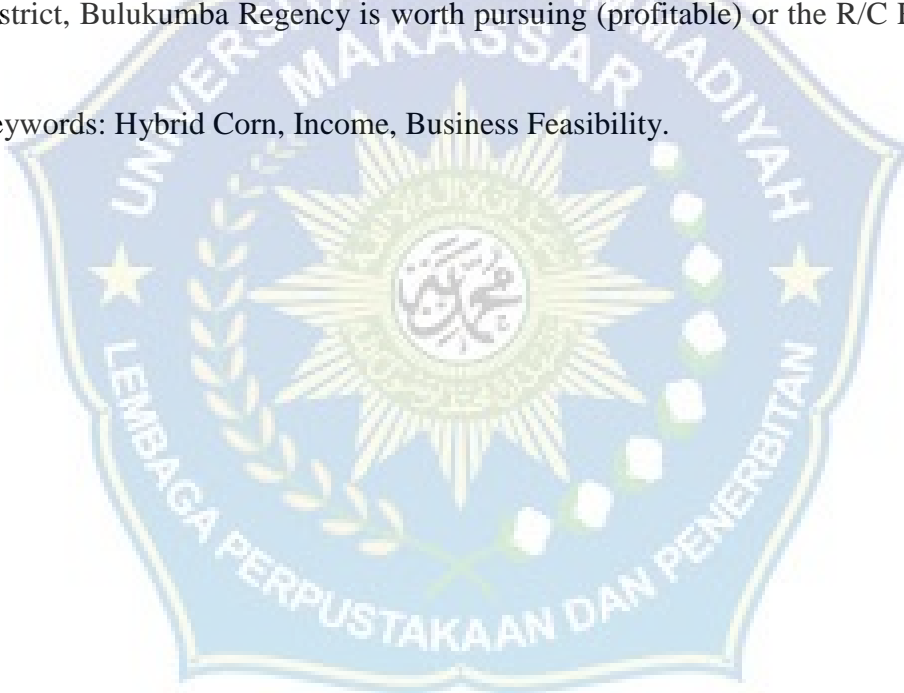 strict, Bulukumba Regency is worth pursuing (profitable) or the R/C
eywords: Hybrid Corn, Income, Business Feasibility.
MAKASSAR
LEMBAGA PERPUSTAKAAN DAN PENERBITAN